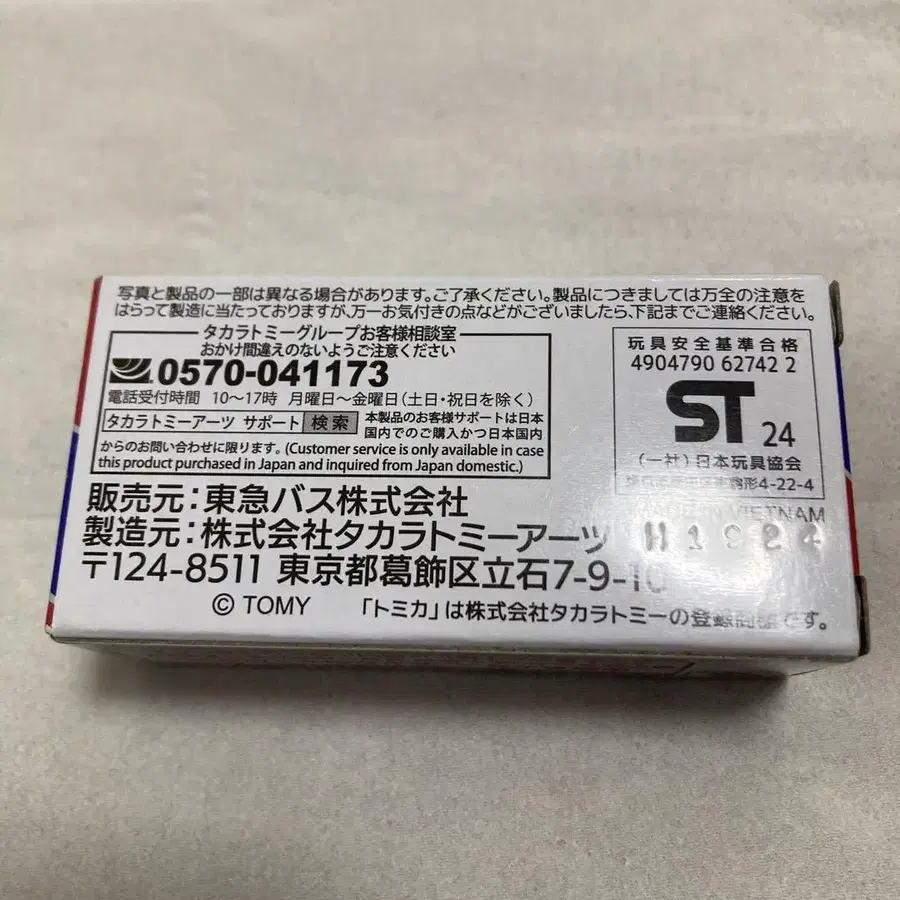 写真と製品の一部は異なる場合があります。ご了承ください。製品につきましては万全の注意を
はらって製造に当たっておりますが、万一お気付きの点などがございましたら、下記までご連絡ください。
タカラトミーグループお客様相談室
おかけ間違えのないようご注意ください
0570-041173
電話受付時間 10〜17時 月曜日〜金曜日(土日・祝日を除く)
タカラトミーアーツ サポート 検索
本製品のお客様サポートは日本
国内でのご購入かつ日本国内
からのお問い合わせに限ります。(Customer service is only available in case
this product purchased in Japan and inquired from Japan domestic.)
玩具安全基準合格
4904790 62742 2
ST 24
(一社)日本玩具協会
駒形4-22-4
MADE IN VIETNAM
販売元:東急バス株式会社
製造元:株式会社タカラトミーアーツ
H1924
〒124-8511 東京都葛飾区立石7-9-10
© TOMY 「トミカ」は株式会社タカラトミーの登録商標です。